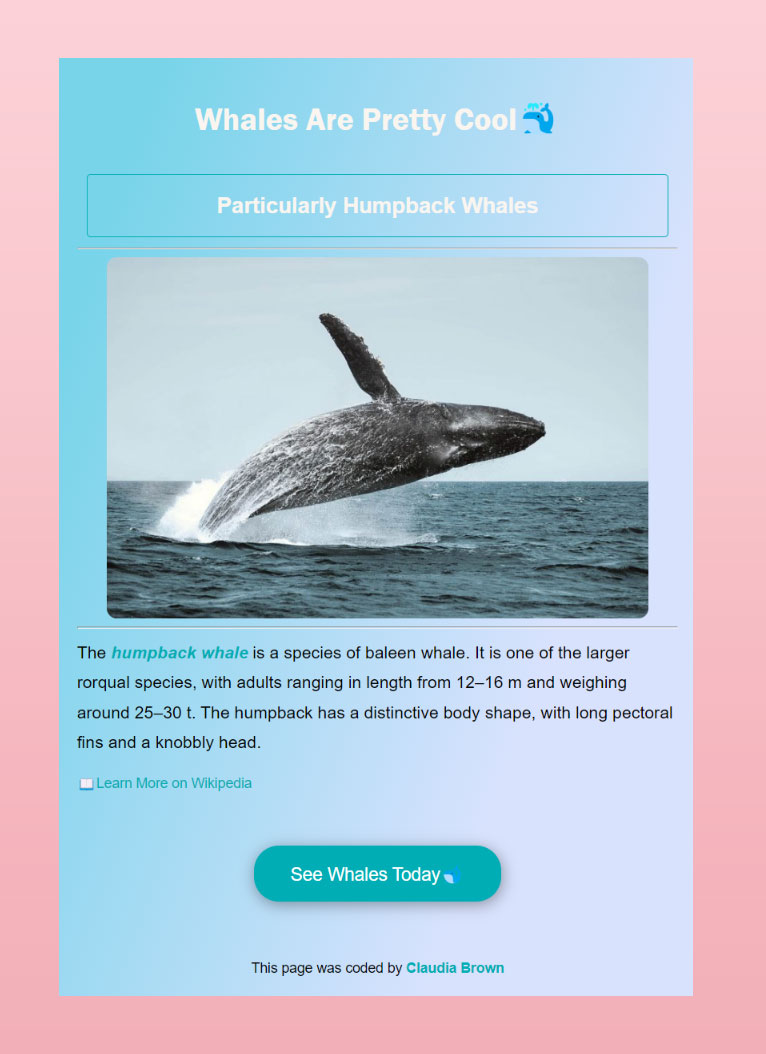 Whales Are Pretty Cool🐳
Particularly Humpback Whales
The humpback whale is a species of baleen whale. It is one of the larger
rorqual species, with adults ranging in length from 12–16 m and weighing
around 25–30 t. The humpback has a distinctive body shape, with long pectoral
fins and a knobbly head.
📖Learn More on Wikipedia
See Whales Today
This page was coded by Claudia Brown